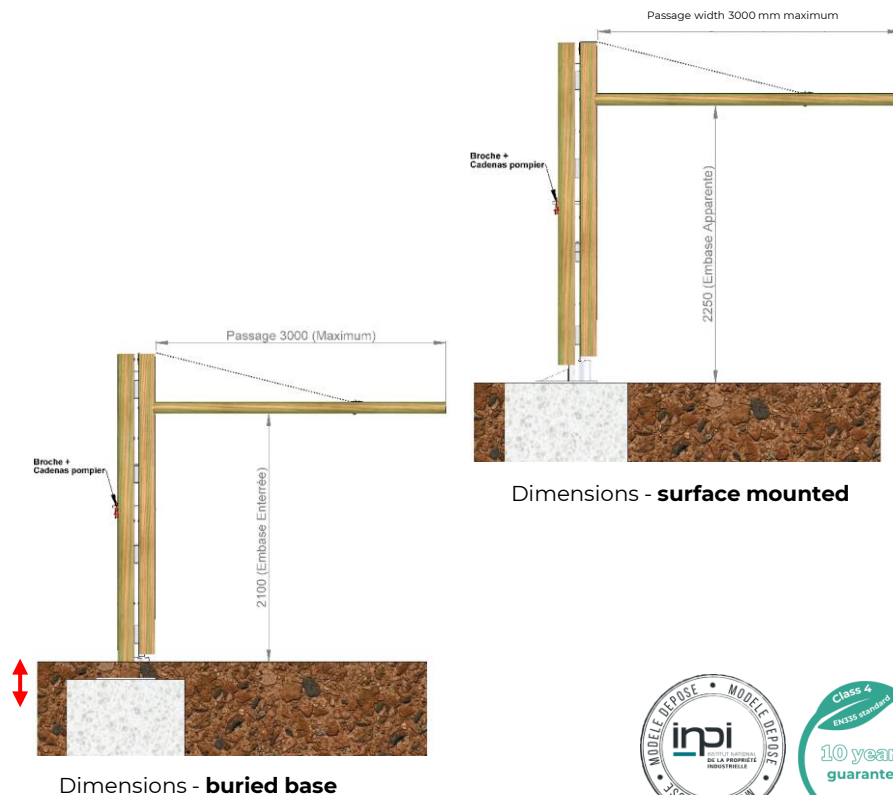 Passage width 3000 mm maximum
Broche +
Cadenas pompier
2250 (Embase Apparente)
Dimensions - surface mounted
Passage 3000 (Maximum)
Broche +
Cadenas pompier
2100 (Embase Enterrée)
Dimensions - buried base
MODELE DEPOSE • MODELE DEPOSE
inpi
INSTITUT NATIONAL
DE LA PROPRIÉTÉ
INDUSTRIELLE
Class 4
EN335 standard
10 year
guarante